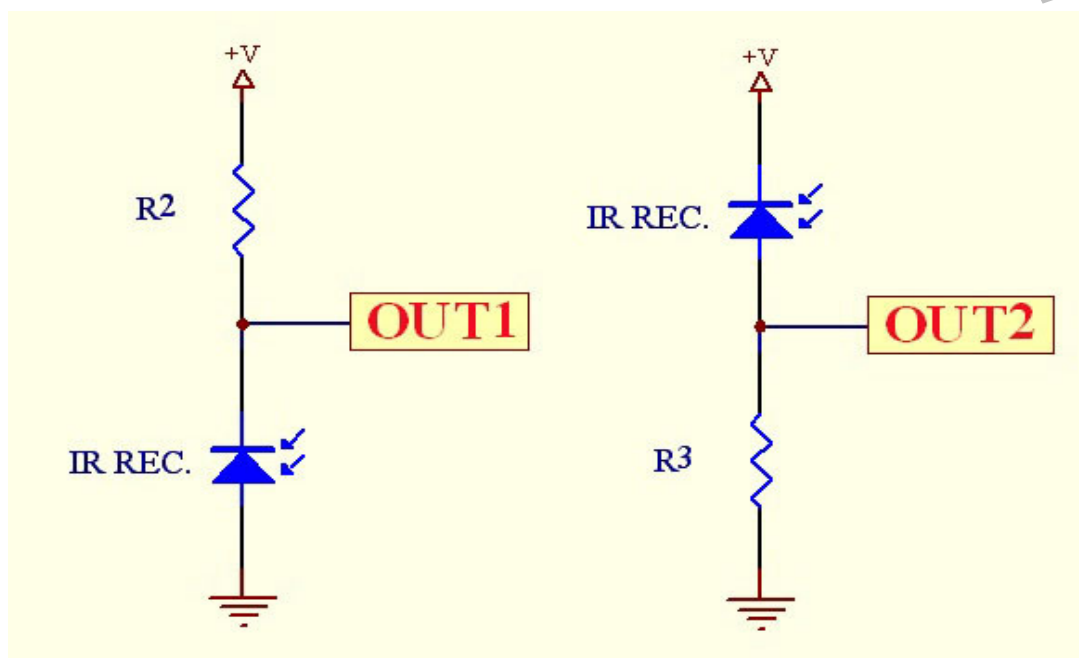 +V
R2
OUT1
IR REC.
+V
IR REC.
OUT2
R3